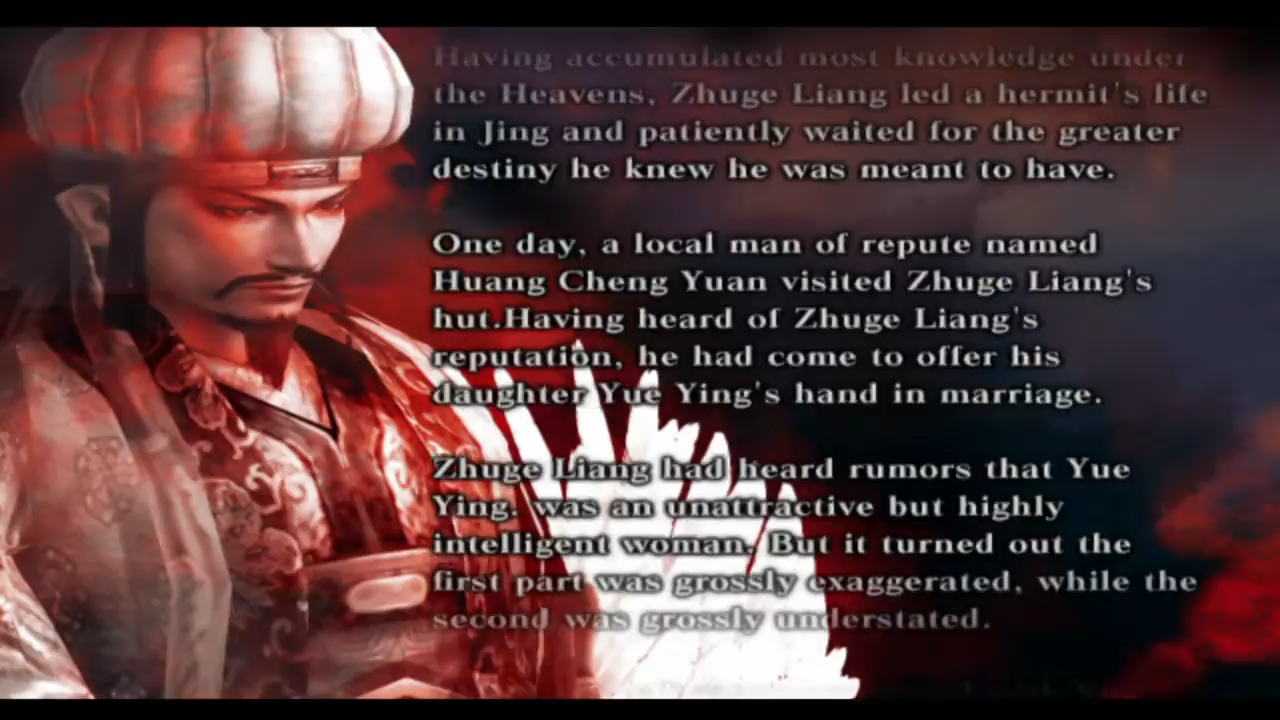 Having accumulated most knowledge under
the Heavens, Zhuge Liang led a hermit's life
in Jing and patiently waited for the greater
destiny he knew he was meant to have.
One day, a local man of repute named
Huang Cheng Yuan visited Zhuge Liang's
hut.Having heard of Zhuge Liang's
reputation, he had come to offer his
daughter Yue Ying's hand in marriage.
Zhuge Liang had heard rumors that Yue
Ying. was an unattractive but highly
intelligent woman. But it turned out the
first part was grossly exaggerated, while the
second was grossly understated.